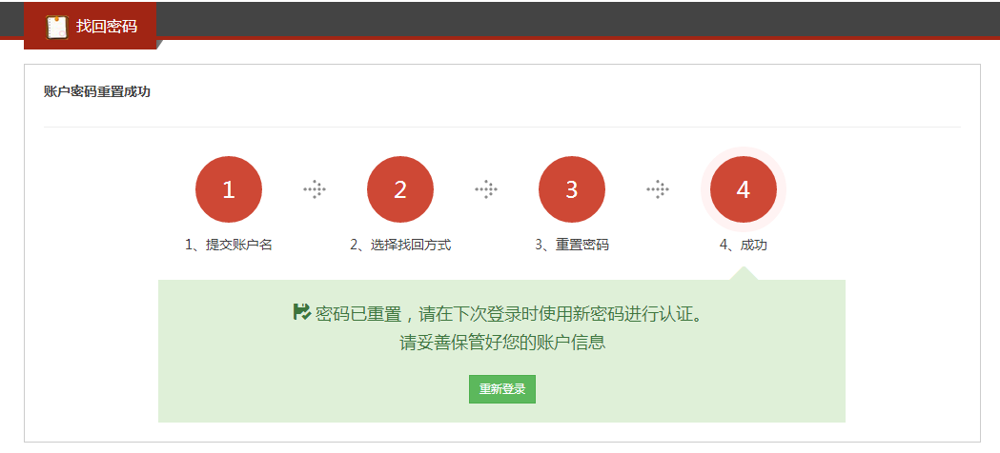 找回密码
账户密码重置成功
1
2
3
4
1、提交账户名
2、选择找回方式
3、重置密码
4、成功
密码已重置，请在下次登录时使用新密码进行认证。
请妥善保管好您的账户信息
重新登录